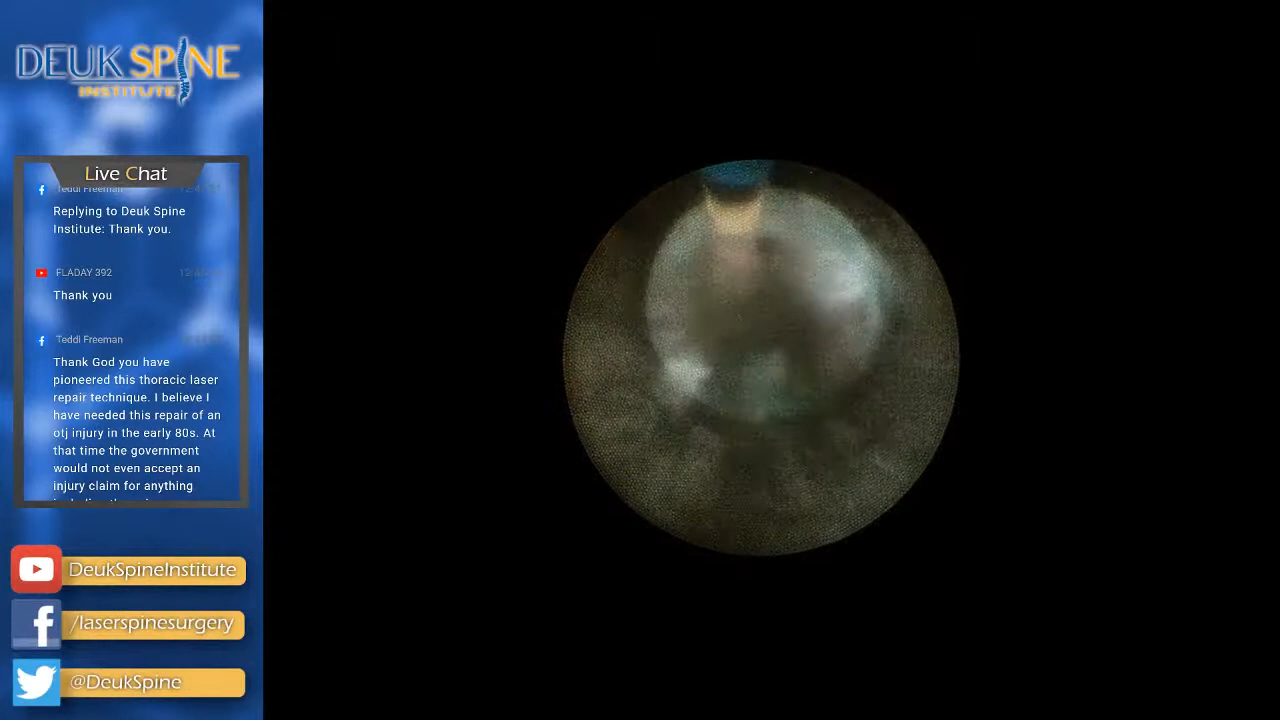 DEUK SPINE
INSTITUTE
Live Chat
Teddi Freeman
Replying to Deuk Spine
Institute: Thank you.
FLADAY 392
Thank you
Teddi Freeman
Thank God you have
pioneered this thoracic laser
repair technique. I believe I
have needed this repair of an
otj injury in the early 80s. At
that time the government
would not even accept an
injury claim for anything
DeukSpineInstitute
/laserspinesurgery
@DeukSpine